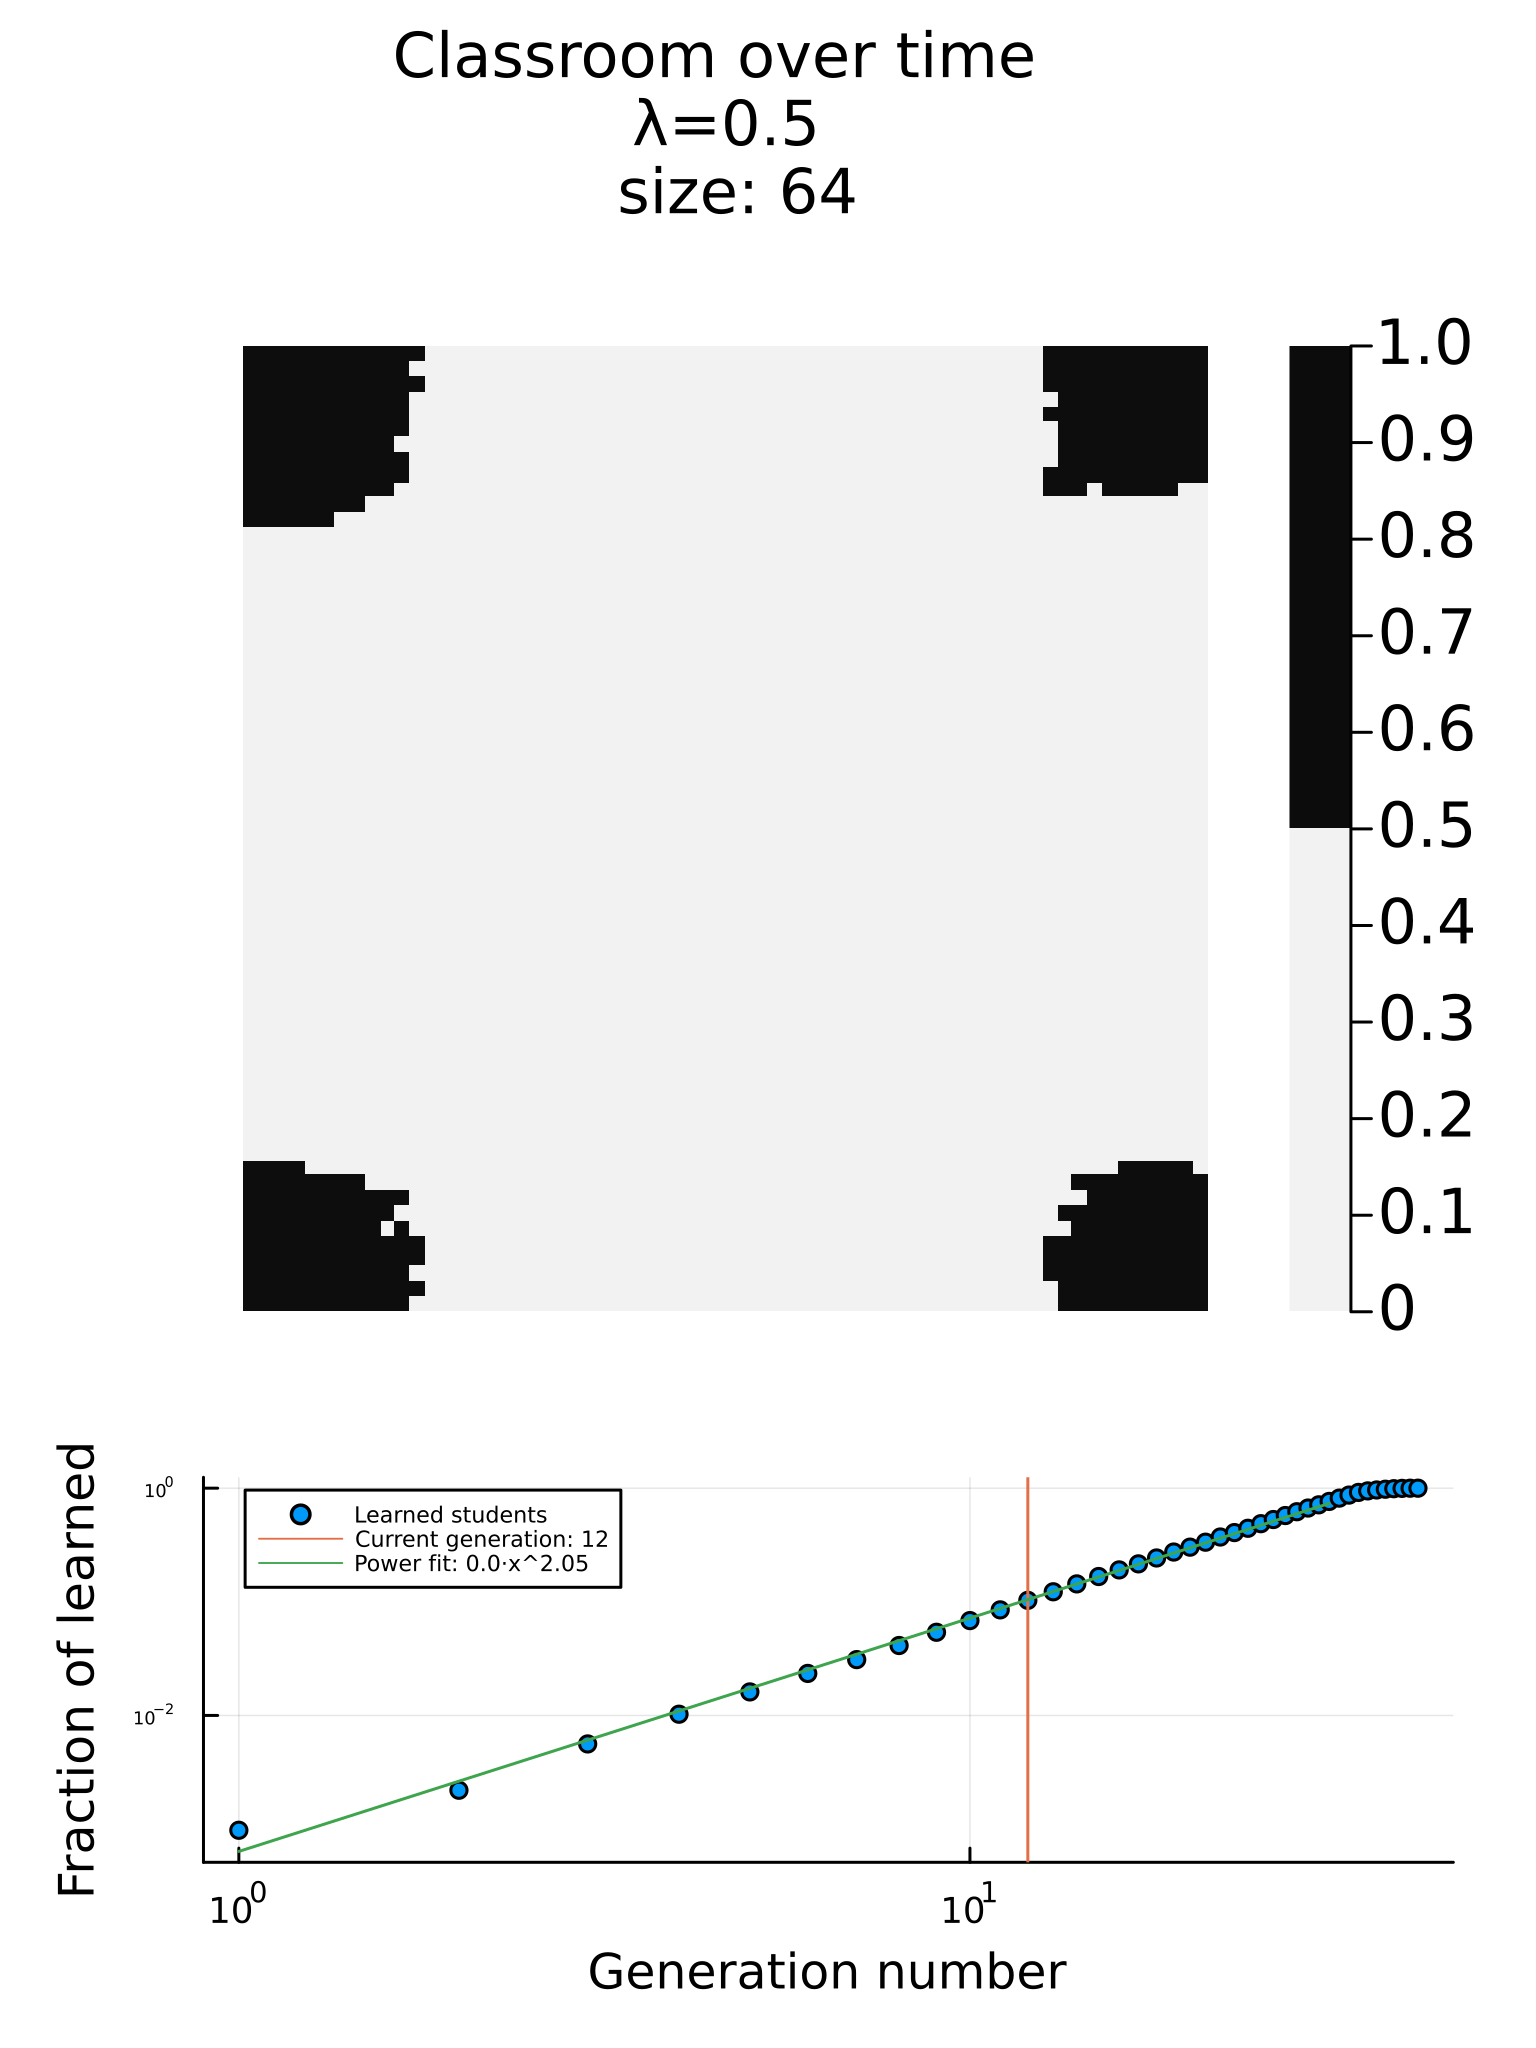 Classroom over time
λ=0.5
size: 64
1.0
0.9
0.8
0.7
0.6
0.5
0.4
0.3
0.2
0.1
0
Fraction of learned
10^0
10^−2
Learned students
Current generation: 12
Power fit: 0.0·x^2.05
10^0
10^1
Generation number